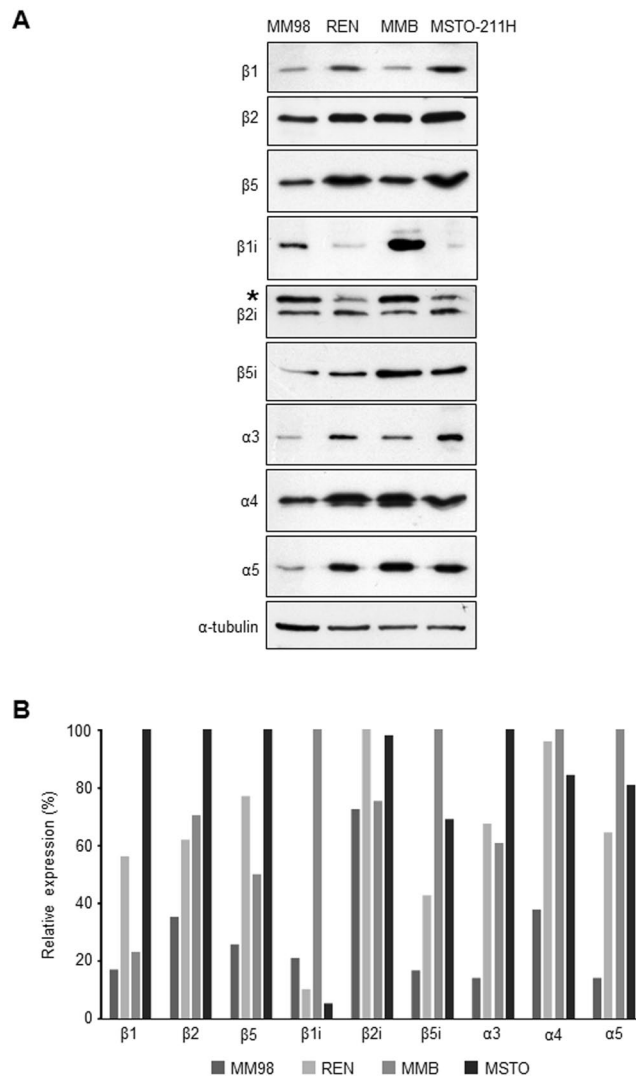 A
MM98 REN MMB MSTO-211H
β1
β2
β5
β1i
*
β2i
β5i
α3
α4
α5
α-tubulin
B
Relative expression (%)
100
80
60
40
20
0
β1 β2 β5 β1i β2i β5i α3 α4 α5
MM98 REN MMB MSTO